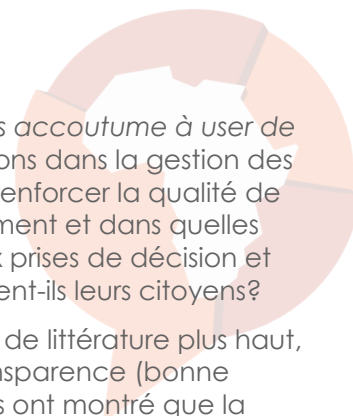 s accoutume à user de
ons dans la gestion des
enforcer la qualité de
ment et dans quelles
x prises de décision et
ent-ils leurs citoyens?
de littérature plus haut,
nsparence (bonne
s ont montré que la